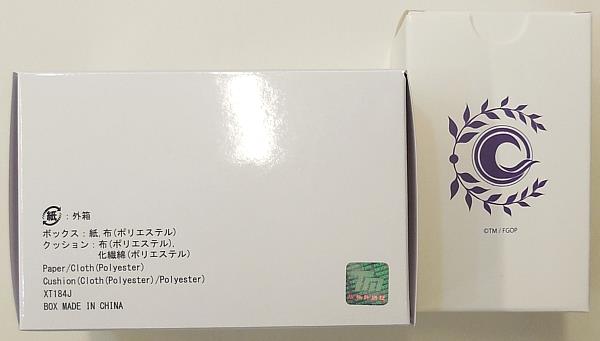 紙：外箱
ボックス：紙，布(ポリエステル)
クッション：布(ポリエステル)，
化繊綿(ポリエステル)
Paper/Cloth(Polyester)
Cushion(Cloth(Polyester)/Polyester)
XT184J
BOX MADE IN CHINA
©TM / FGOP